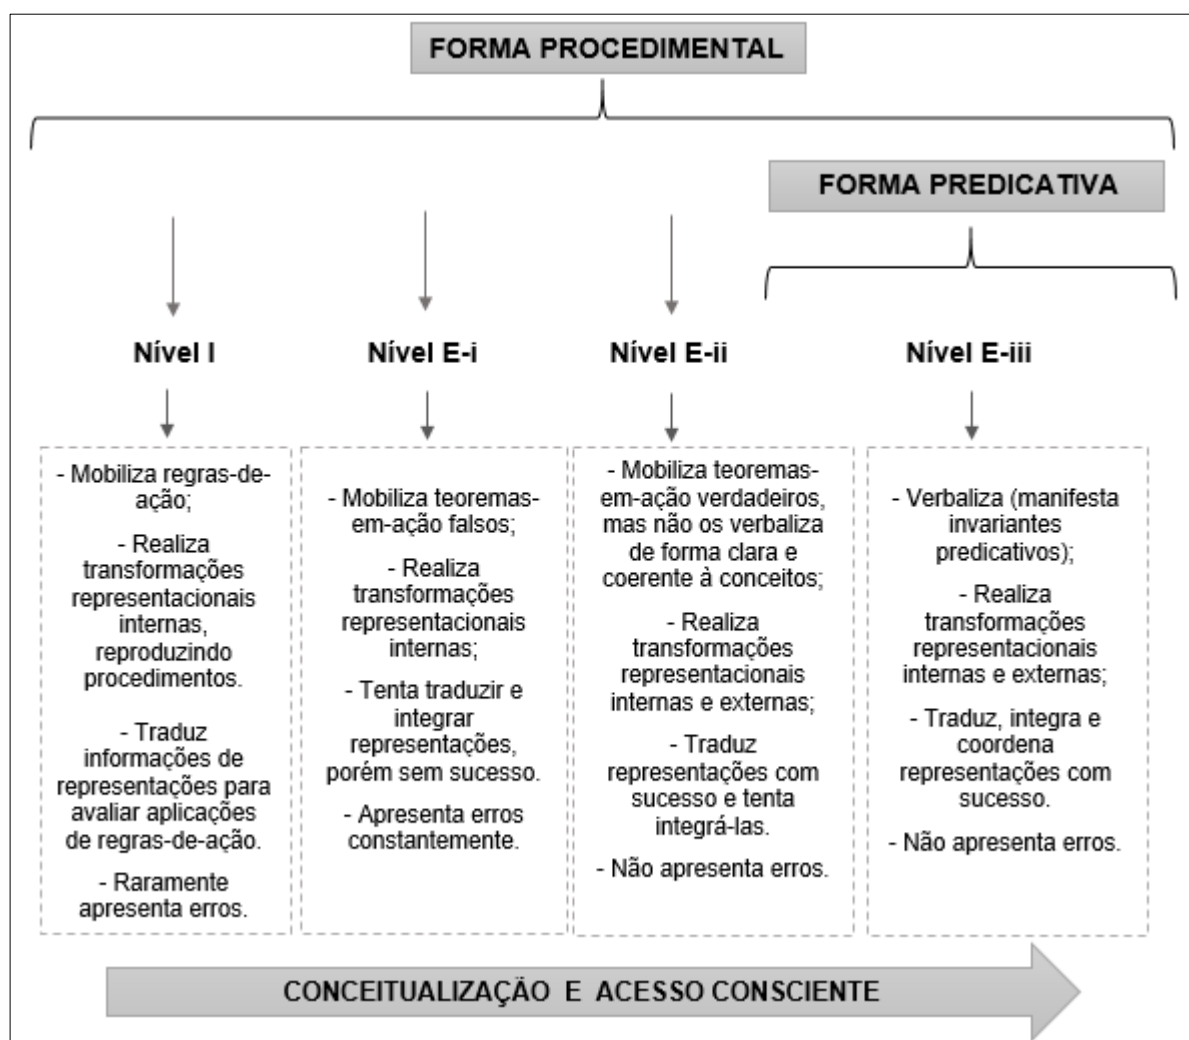 FORMA PROCEDIMENTAL
FORMA PREDICATIVA
Nível I
Nível E-i
Nível E-ii
Nível E-iii
- Mobiliza regras-de-
ação;
- Realiza
transformações
representacionais
internas,
reproduzindo
procedimentos.
- Traduz
informações de
representações para
avaliar aplicações
de regras-de-ação.
- Raramente
apresenta erros.
- Mobiliza teoremas-
em-ação falsos;
- Realiza
transformações
representacionais
internas;
- Tenta traduzir e
integrar
representações,
porém sem sucesso.
- Apresenta erros
constantemente.
- Mobiliza teoremas-
em-ação verdadeiros,
mas não os verbaliza
de forma clara e
coerente à conceitos;
- Realiza
transformações
representacionais
internas e externas;
- Traduz
representações com
sucesso e tenta
integrá-las.
- Não apresenta erros.
- Verbaliza (manifesta
invariantes
predicativos);
- Realiza
transformações
representacionais
internas e externas;
- Traduz, integra e
coordena
representações com
sucesso.
- Não apresenta erros.
CONCEITUALIZAÇÃO E ACESSO CONSCIENTE